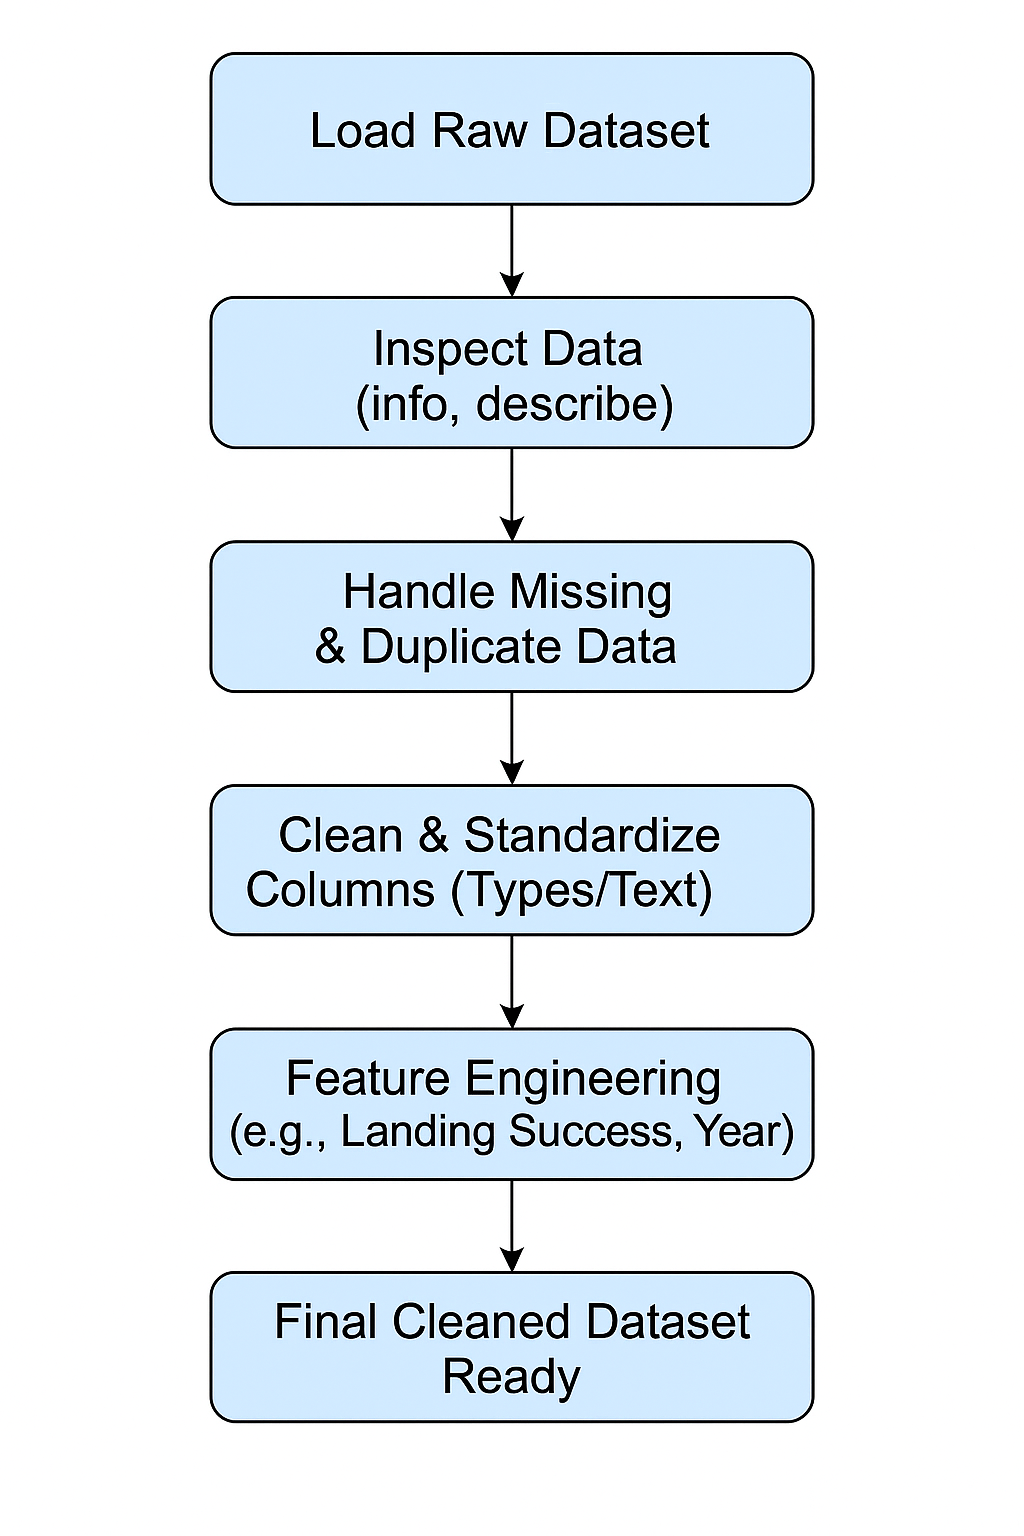 Load Raw Dataset
Inspect Data
(info, describe)
Handle Missing
& Duplicate Data
Clean & Standardize
Columns (Types/Text)
Feature Engineering
(e.g., Landing Success, Year)
Final Cleaned Dataset
Ready